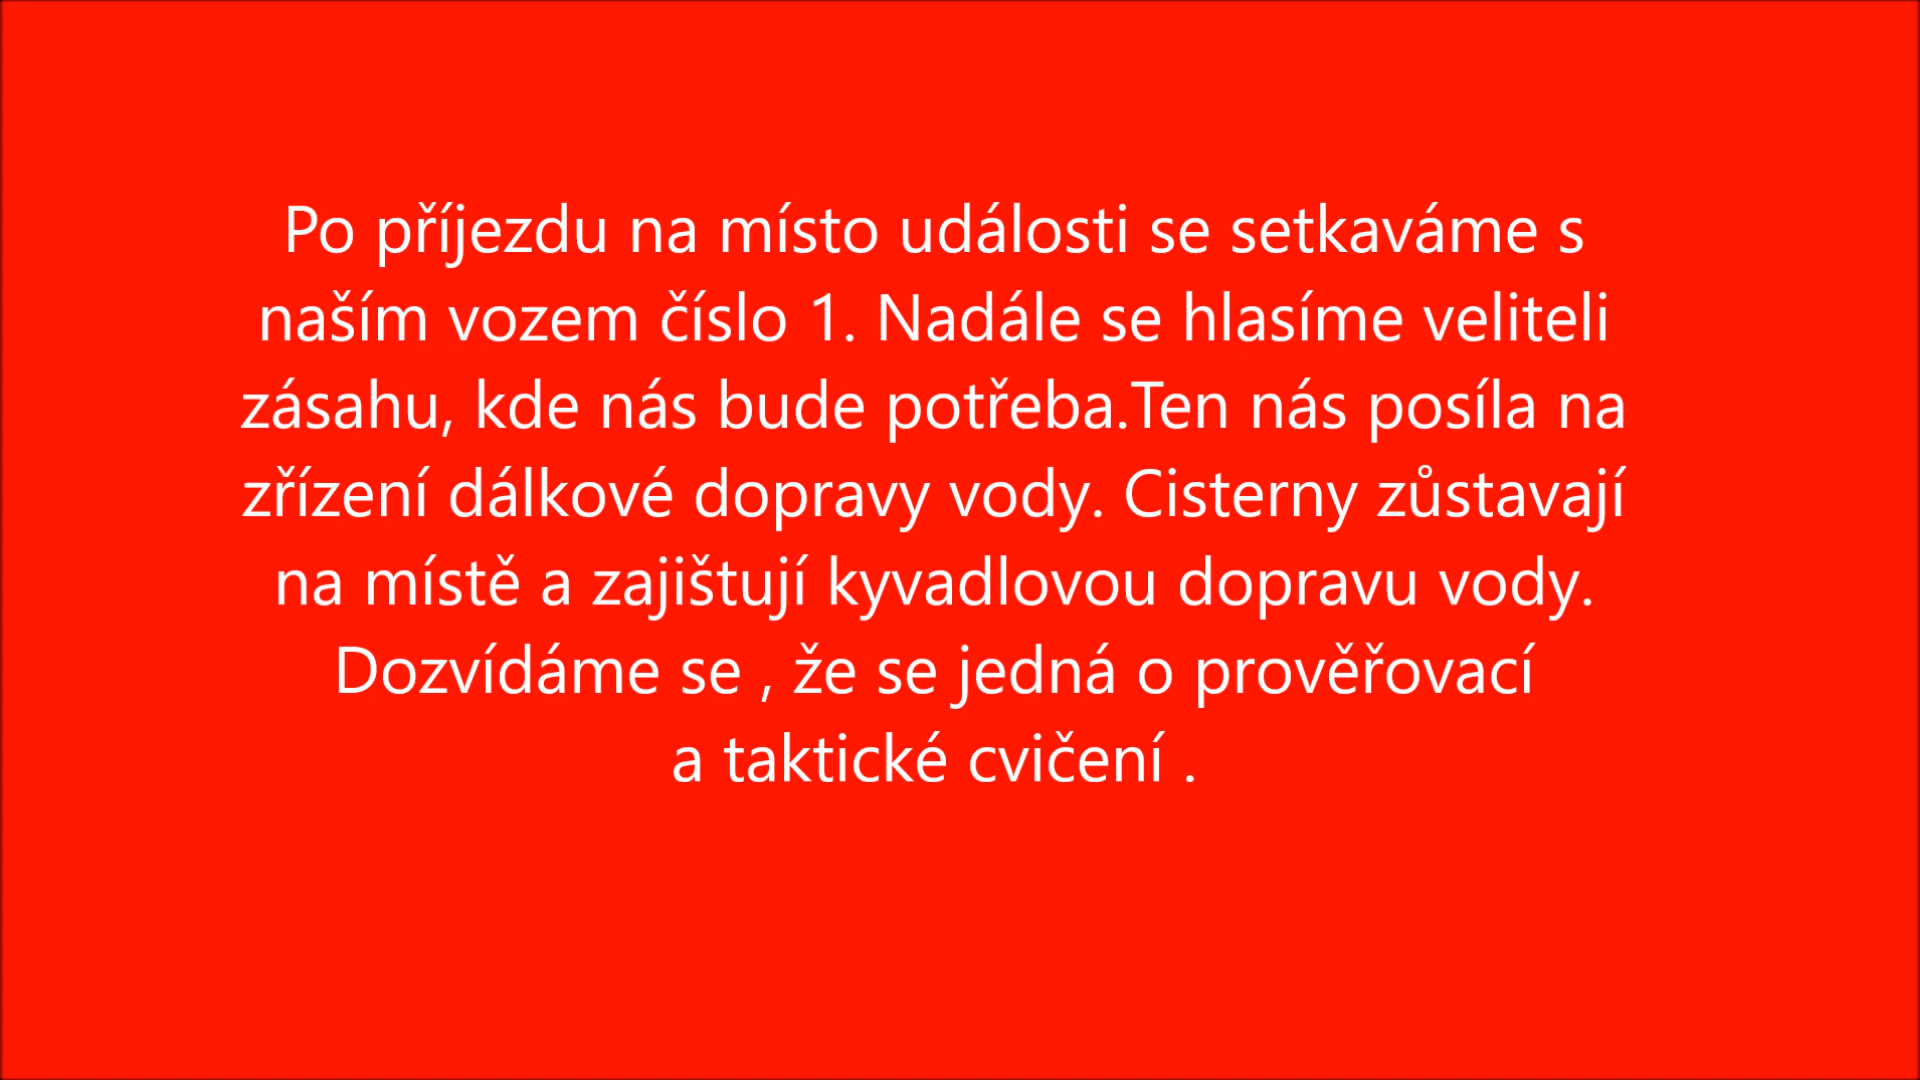 Po příjezdu na místo události se setkaváme s
naším vozem číslo 1. Nadále se hlasíme veliteli
zásahu, kde nás bude potřeba.Ten nás posíla na
zřízení dálkové dopravy vody. Cisterny zůstavají
na místě a zajištují kyvadlovou dopravu vody.
Dozvídáme se , že se jedná o prověřovací
a taktické cvičení .